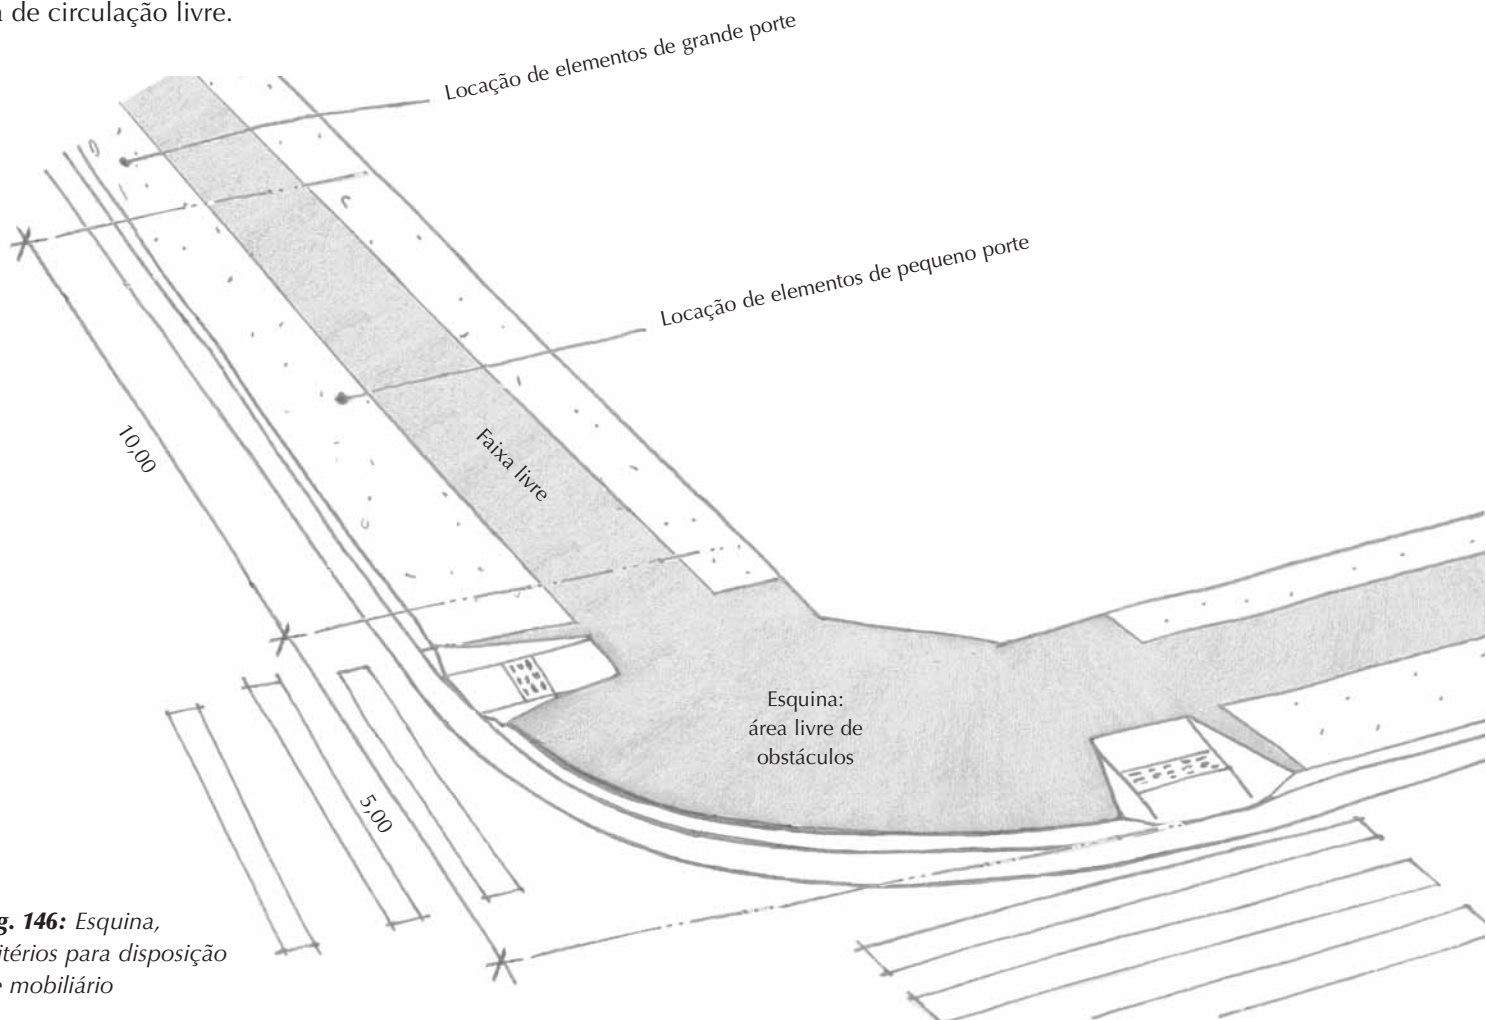 de circulação livre.
Locação de elementos de grande porte
Locação de elementos de pequeno porte
Faixa livre
10,00
Esquina:
área livre de
obstáculos
5,00
g. 146: Esquina,
itérios para disposição
mobiliário